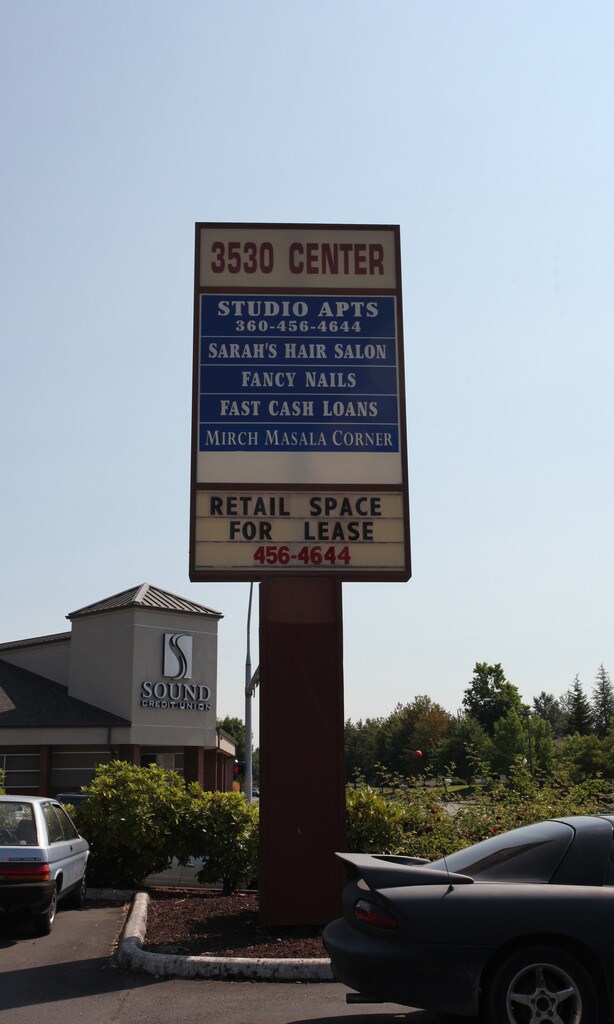 3530 CENTER
STUDIO APTS
360-456-4644
SARAH'S HAIR SALON
FANCY NAILS
FAST CASH LOANS
MIRCH MASALA CORNER
RETAIL SPACE
FOR LEASE
456-4644
SOUND
CREDIT UNION